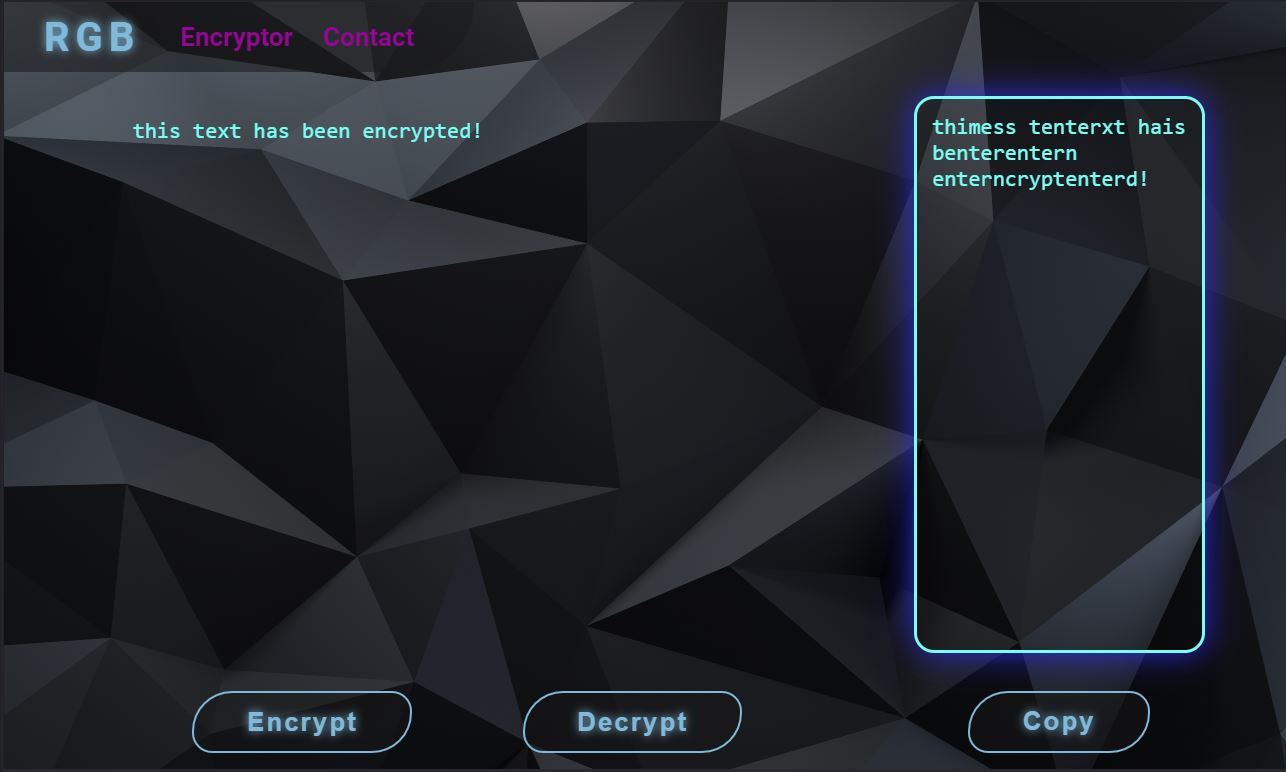 RGB Encryptor Contact
this text has been encrypted!
thimess tenterxt hais
benterentern
enterncryptenterd!
Encrypt Decrypt Copy